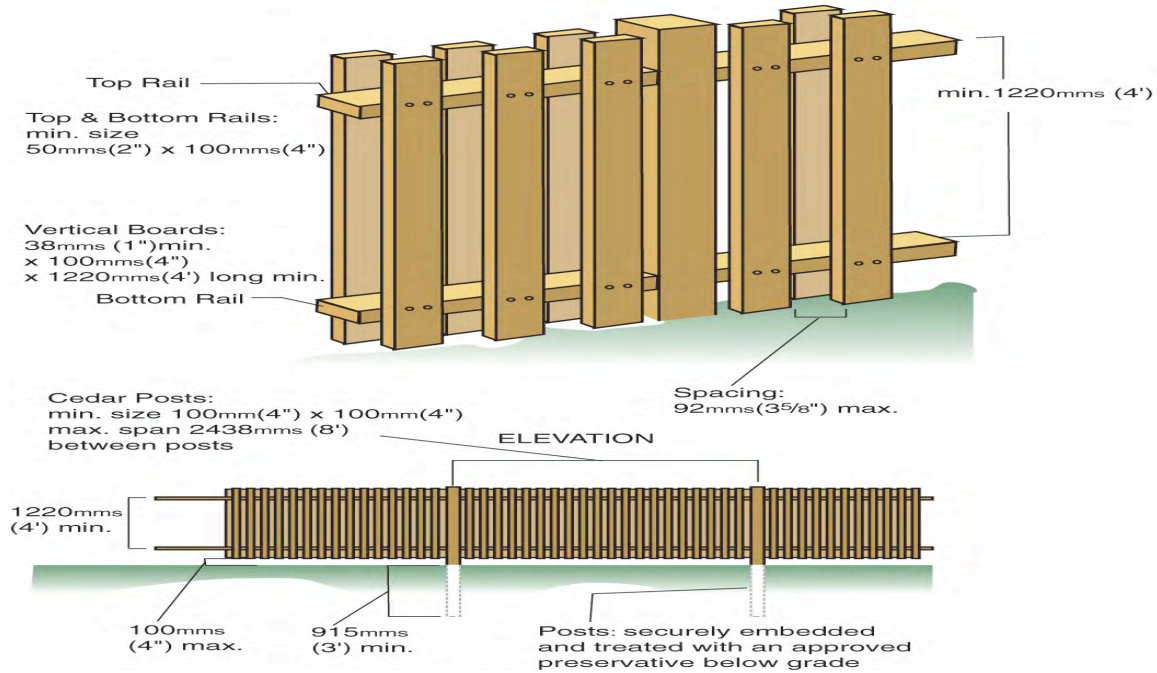 Top Rail
Top & Bottom Rails:
min. size
50mms(2") x 100mms(4")
min.1220mms (4')
Vertical Boards:
38mms (1")min.
x 100mms(4")
x 1220mms(4') long min.
Bottom Rail
Spacing:
92mms(35/8") max.
Cedar Posts:
min. size 100mm(4") x 100mm(4")
max. span 2438mms (8')
between posts
ELEVATION
1220mms
(4') min.
100mms
(4") max.
915mms
(3') min.
Posts: securely embedded
and treated with an approved
preservative below grade